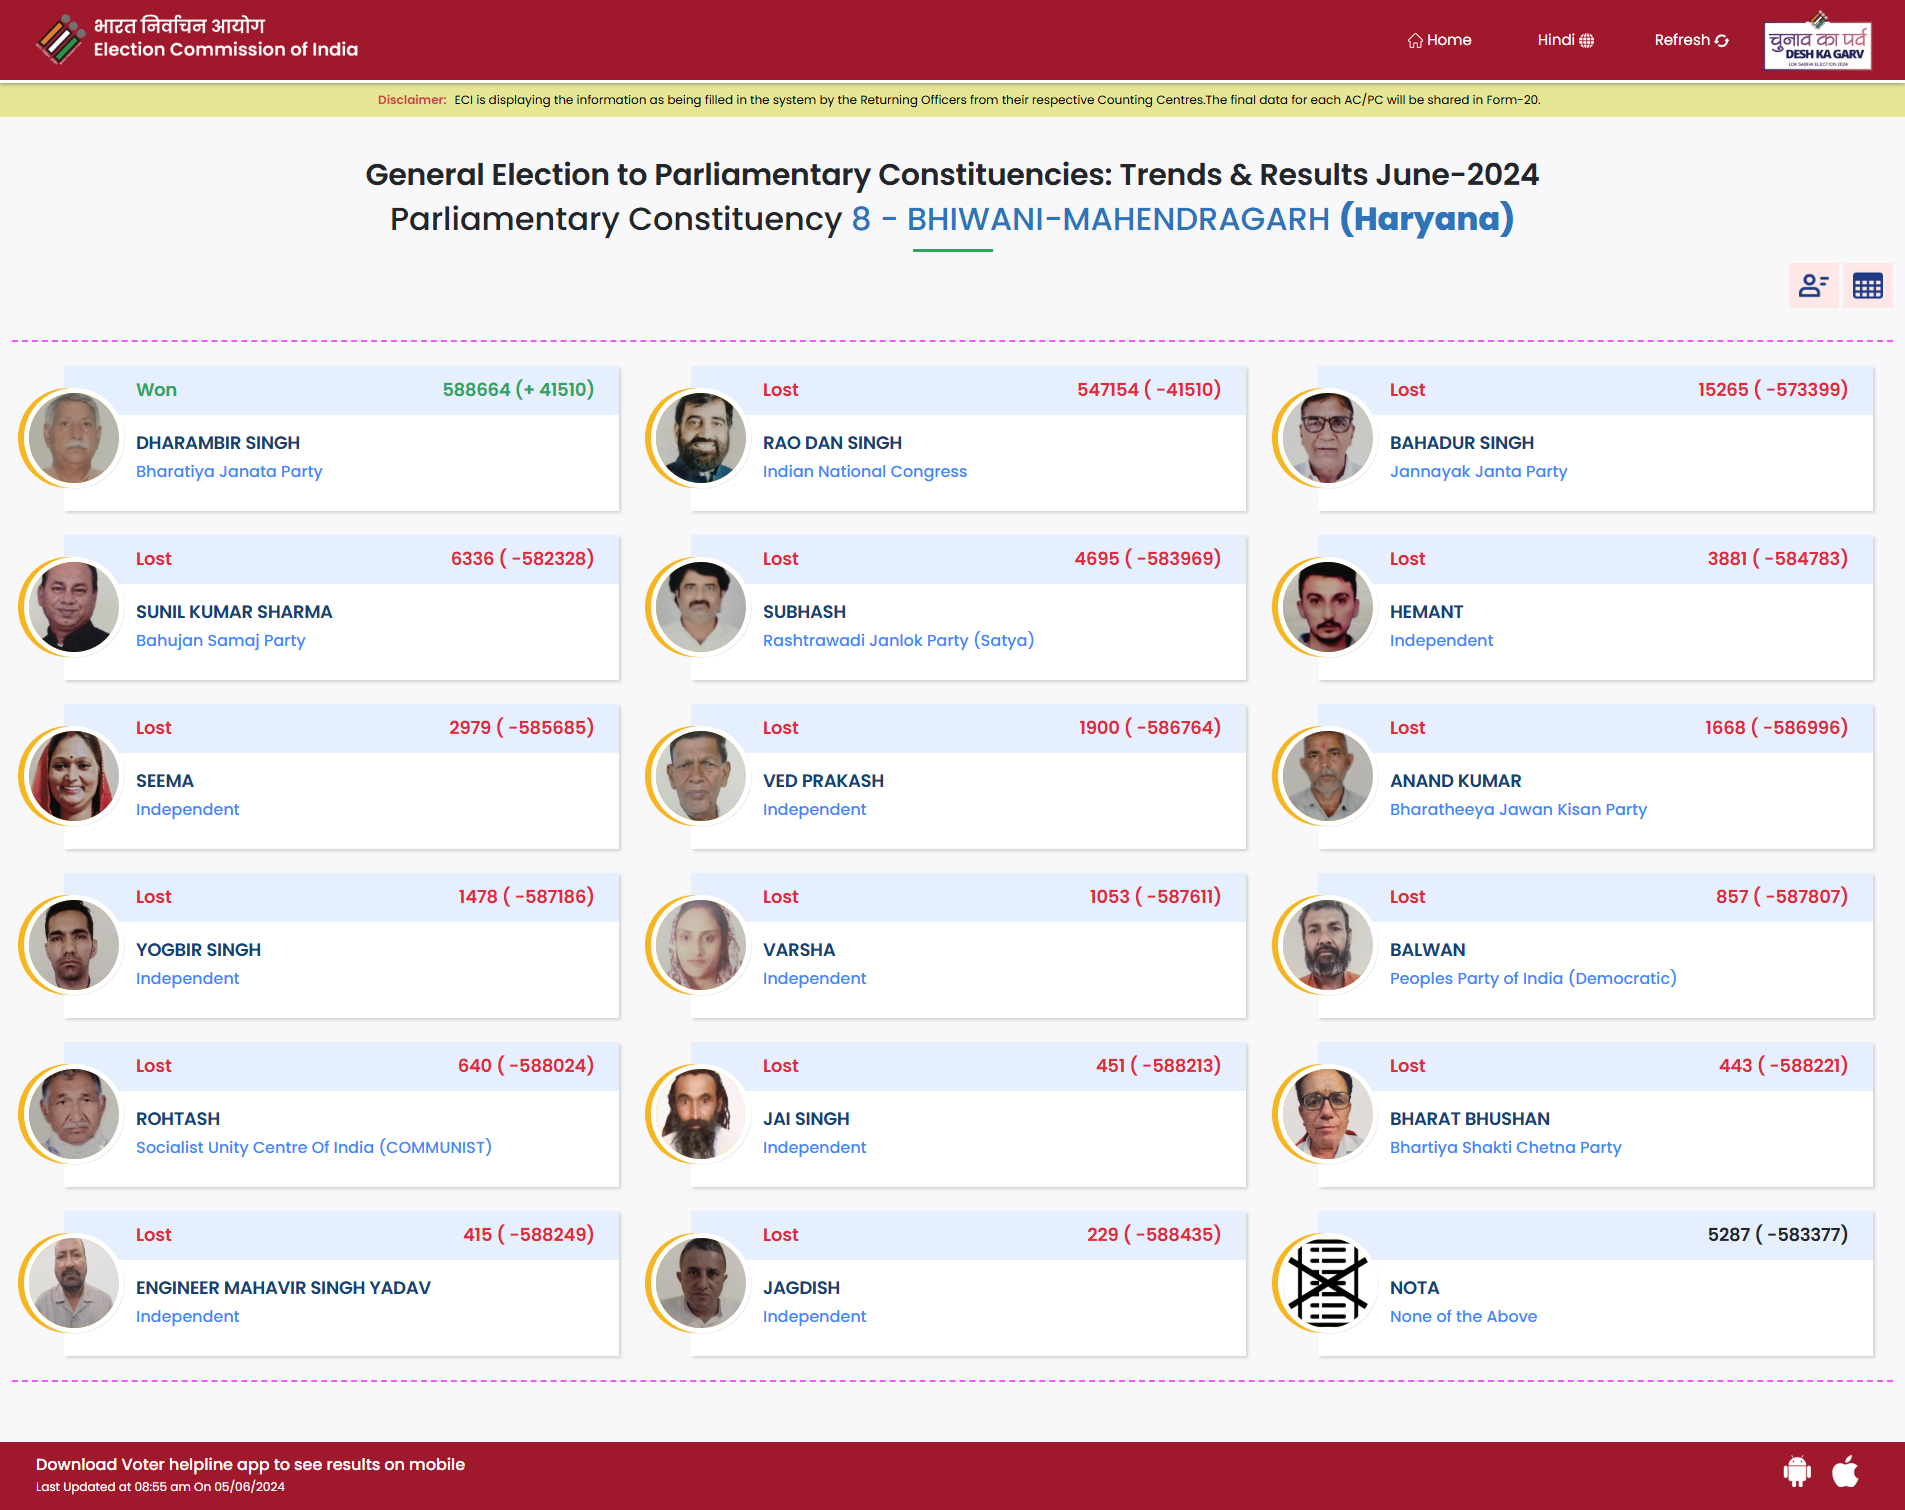 भारत निर्वाचन आयोग
Election Commission of India
Home
Hindi
Refresh
चुनाव का पर्व
DESH KA GARV
LOK SABHA ELECTION 2024
Disclaimer: ECI is displaying the information as being filled in the system by the Returning Officers from their respective Counting Centres.The final data for each AC/PC will be shared in Form-20.
General Election to Parliamentary Constituencies: Trends & Results June-2024
Parliamentary Constituency 8 - BHIWANI-MAHENDRAGARH (Haryana)
Won 588664 (+ 41510)
DHARAMBIR SINGH
Bharatiya Janata Party
Lost 547154 ( -41510)
RAO DAN SINGH
Indian National Congress
Lost 15265 ( -573399)
BAHADUR SINGH
Jannayak Janta Party
Lost 6336 ( -582328)
SUNIL KUMAR SHARMA
Bahujan Samaj Party
Lost 4695 ( -583969)
SUBHASH
Rashtrawadi Janlok Party (Satya)
Lost 3881 ( -584783)
HEMANT
Independent
Lost 2979 ( -585685)
SEEMA
Independent
Lost 1900 ( -586764)
VED PRAKASH
Independent
Lost 1668 ( -586996)
ANAND KUMAR
Bharatheeya Jawan Kisan Party
Lost 1478 ( -587186)
YOGBIR SINGH
Independent
Lost 1053 ( -587611)
VARSHA
Independent
Lost 857 ( -587807)
BALWAN
Peoples Party of India (Democratic)
Lost 640 ( -588024)
ROHTASH
Socialist Unity Centre Of India (COMMUNIST)
Lost 451 ( -588213)
JAI SINGH
Independent
Lost 443 ( -588221)
BHARAT BHUSHAN
Bhartiya Shakti Chetna Party
Lost 415 ( -588249)
ENGINEER MAHAVIR SINGH YADAV
Independent
Lost 229 ( -588435)
JAGDISH
Independent
5287 ( -583377)
NOTA
None of the Above
Download Voter helpline app to see results on mobile
Last Updated at 08:55 am On 05/06/2024